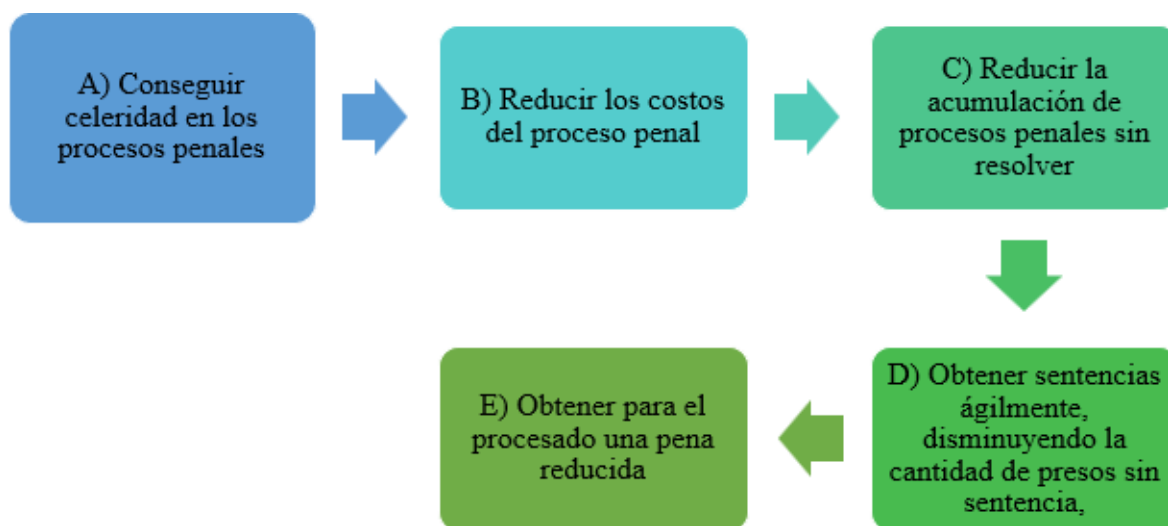 A) Conseguir
celeridad en los
procesos penales
B) Reducir los costos
del proceso penal
C) Reducir la
acumulación de
procesos penales sin
resolver
D) Obtener sentencias
ágilmente,
disminuyendo la
cantidad de presos sin
sentencia,
E) Obtener para el
procesado una pena
reducida